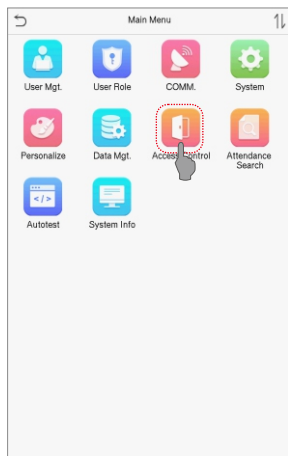 Main Menu
User Mgt.
User Role
COMM.
System
Personalize
Data Mgt.
Access Control
Attendance
Search
</>
Autotest
System Info